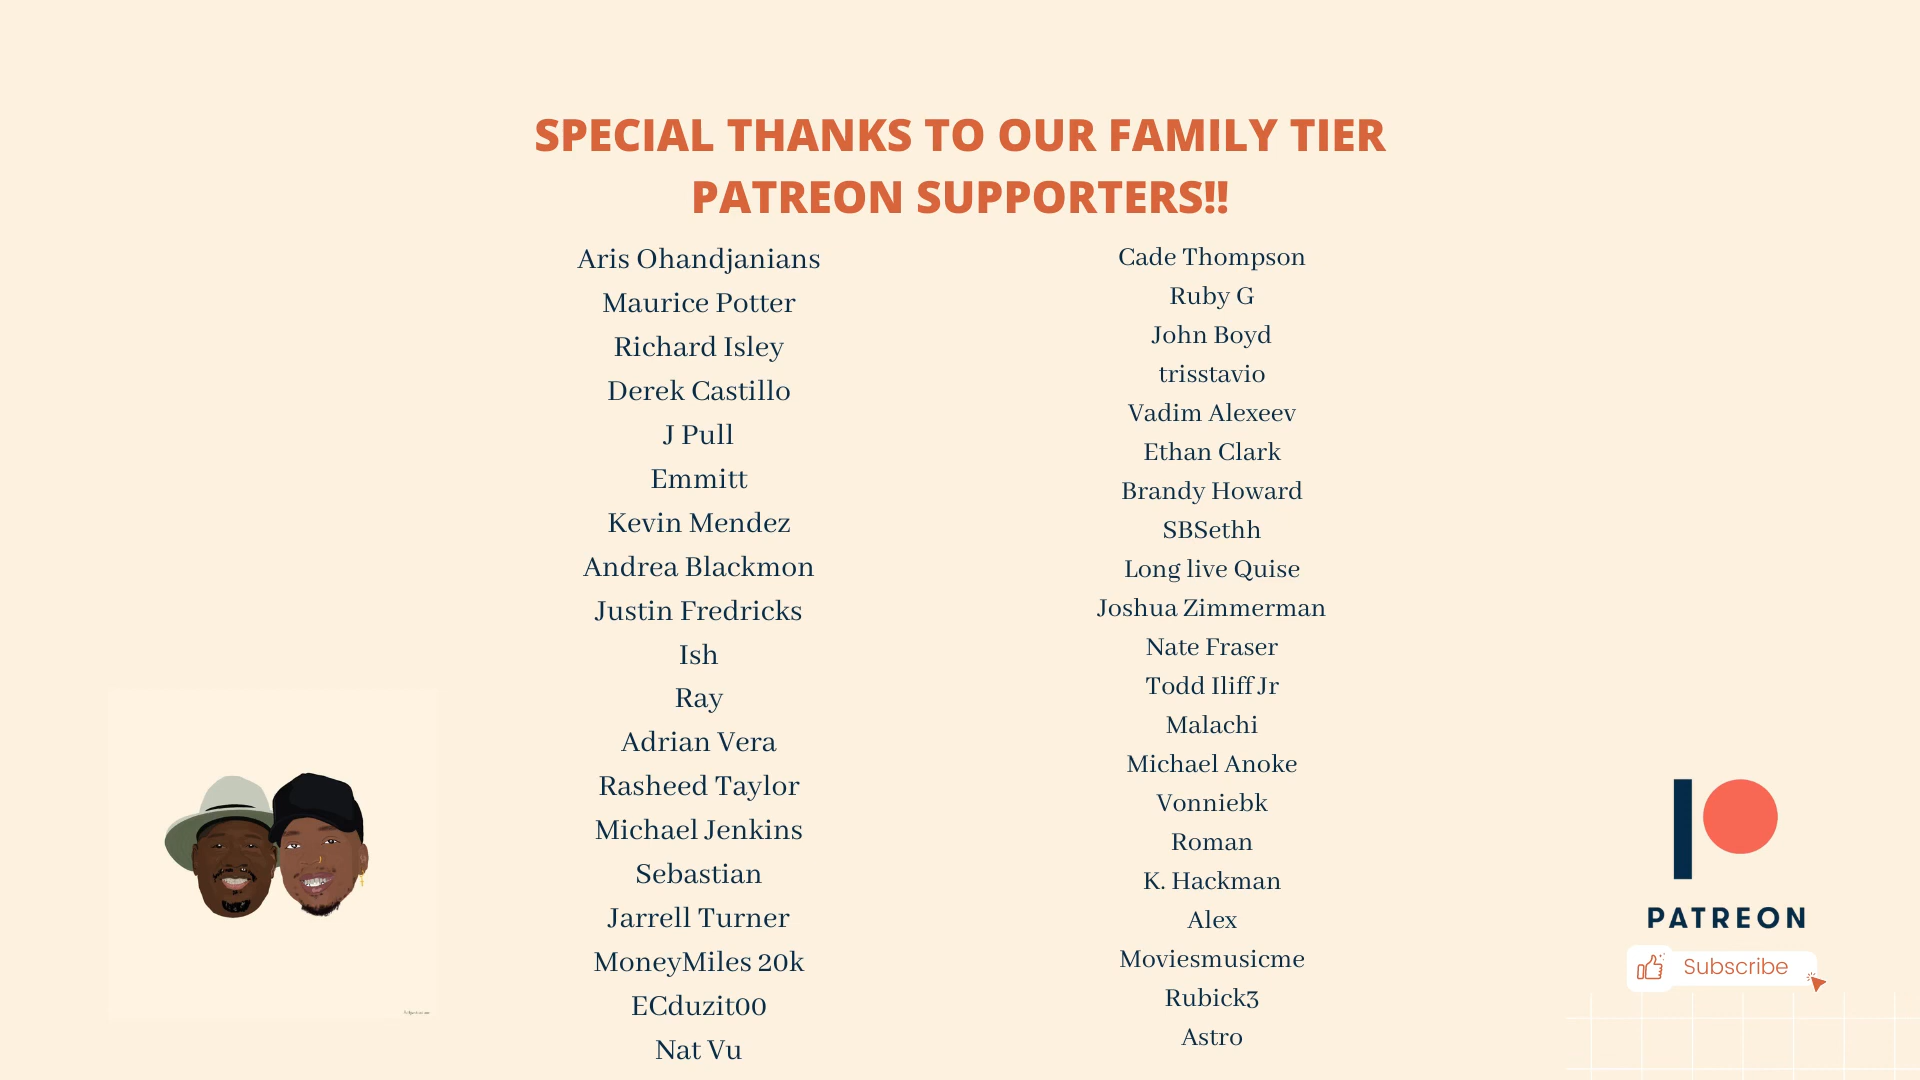 SPECIAL THANKS TO OUR FAMILY TIER
PATREON SUPPORTERS!!
Aris Ohandjanians
Maurice Potter
Richard Isley
Derek Castillo
J Pull
Emmitt
Kevin Mendez
Andrea Blackmon
Justin Fredricks
Ish
Ray
Adrian Vera
Rasheed Taylor
Michael Jenkins
Sebastian
Jarrell Turner
MoneyMiles 20k
ECduzit00
Nat Vu
Cade Thompson
Ruby G
John Boyd
trisstavio
Vadim Alexeev
Ethan Clark
Brandy Howard
SBSethh
Long live Quise
Joshua Zimmerman
Nate Fraser
Todd Iliff Jr
Malachi
Michael Anoke
Vonniebk
Roman
K. Hackman
Alex
Moviesmusicme
Rubick3
Astro
PATREON
Subscribe